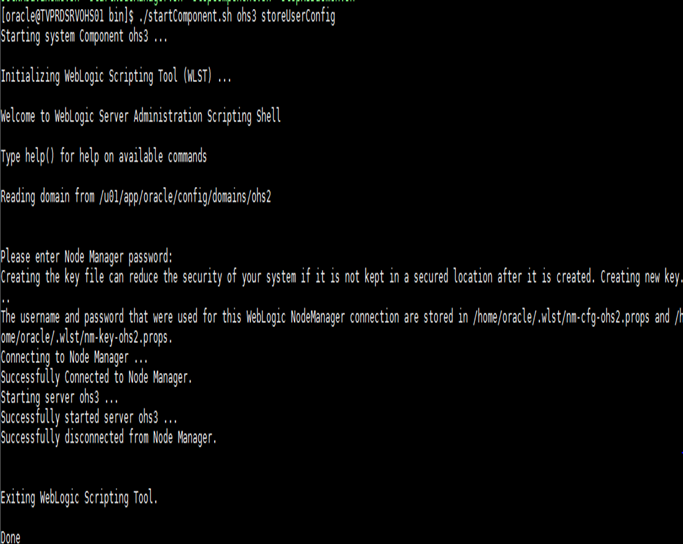 [oracle@TVPRDSRVOHS01 bin]$ ./startComponent.sh ohs3 storeUserConfig
Starting system Component ohs3 ...
Initializing WebLogic Scripting Tool (WLST) ...
Welcome to WebLogic Server Administration Scripting Shell
Type help() for help on available commands
Reading domain from /u01/app/oracle/config/domains/ohs2
Please enter Node Manager password:
Creating the key file can reduce the security of your system if it is not kept in a secured location after it is created. Creating new key.
..
The username and password that were used for this WebLogic NodeManager connection are stored in /home/oracle/.wlst/nm-cfg-ohs2.props and /h
ome/oracle/.wlst/nm-key-ohs2.props.
Connecting to Node Manager ...
Successfully Connected to Node Manager.
Starting server ohs3 ...
Successfully started server ohs3 ...
Successfully disconnected from Node Manager.
Exiting WebLogic Scripting Tool.
Done